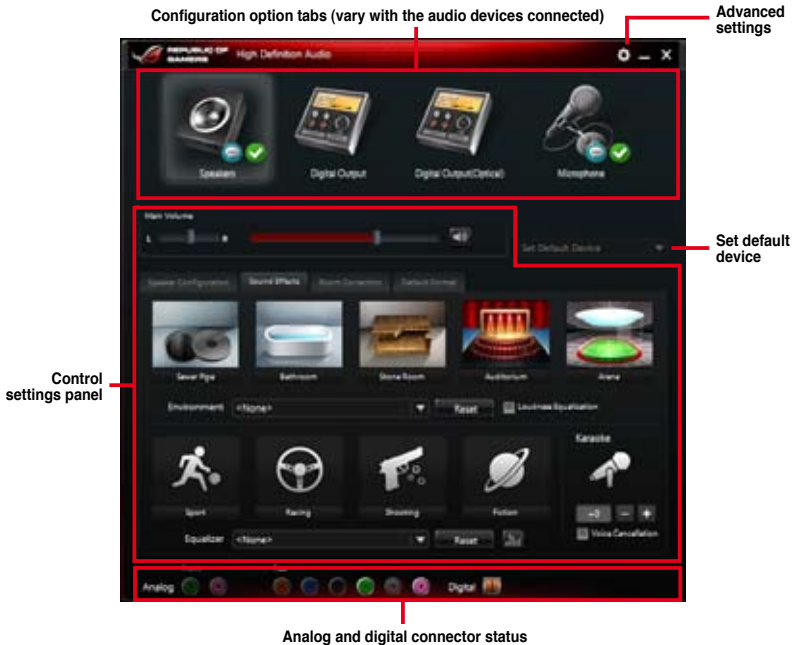 Configuration option tabs (vary with the audio devices connected)
Advanced
settings
REPUBLIC OF
GAMERS
High Definition Audio
Speakers
Digital Output
Digital Output(Optical)
Microphone
Main Volume
L
R
Set Default Device
Set default
device
Speaker Configuration
Sound Effects
Room Correction
Default Format
Control
settings panel
Sewer Pipe
Bathroom
Stone Room
Auditorium
Arena
Environment
<None>
Reset
Loudness Equalization
Karaoke
Sport
Racing
Shooting
Fiction
Equalizer
<None>
Reset
Voice Cancellation
Analog
Digital
Analog and digital connector status